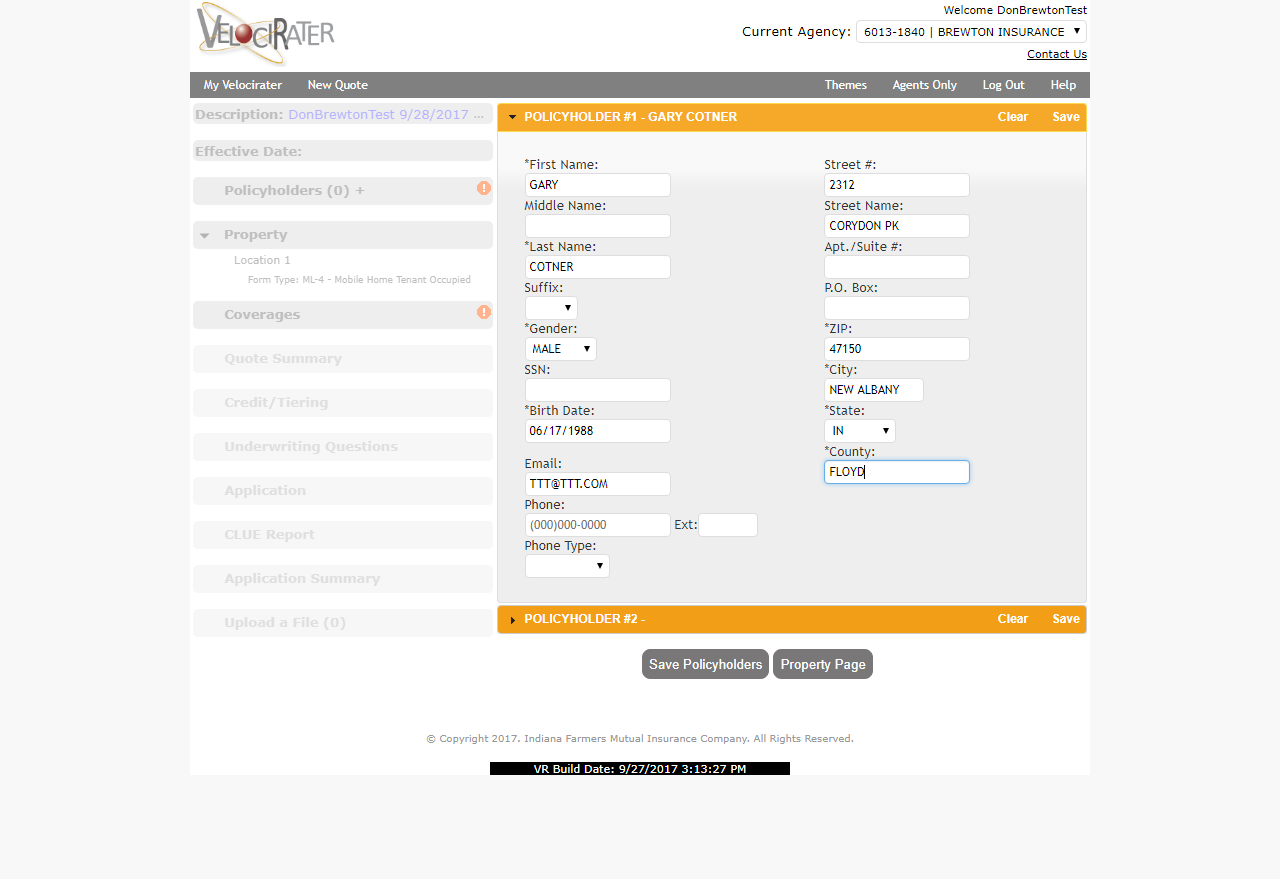 VELOCIRATER
Welcome DonBrewtonTest
Current Agency: 6013-1840 | BREWTON INSURANCE
Contact Us
My Velocirater New Quote Themes Agents Only Log Out Help
Description: DonBrewtonTest 9/28/2017 ...
Effective Date:
Policyholders (0) + !
Property
Location 1
Form Type: ML-4 - Mobile Home Tenant Occupied
Coverages !
Quote Summary
Credit/Tiering
Underwriting Questions
Application
CLUE Report
Application Summary
Upload a File (0)
POLICYHOLDER #1 - GARY COTNER Clear Save
*First Name:
GARY
Middle Name:
*Last Name:
COTNER
Suffix:
*Gender:
MALE
SSN:
*Birth Date:
06/17/1988
Email:
TTT@TTT.COM
Phone:
(000)000-0000 Ext:
Phone Type:
Street #:
2312
Street Name:
CORYDON PK
Apt./Suite #:
P.O. Box:
*ZIP:
47150
*City:
NEW ALBANY
*State:
IN
*County:
FLOYD
POLICYHOLDER #2 - Clear Save
Save Policyholders Property Page
© Copyright 2017. Indiana Farmers Mutual Insurance Company. All Rights Reserved.
VR Build Date: 9/27/2017 3:13:27 PM